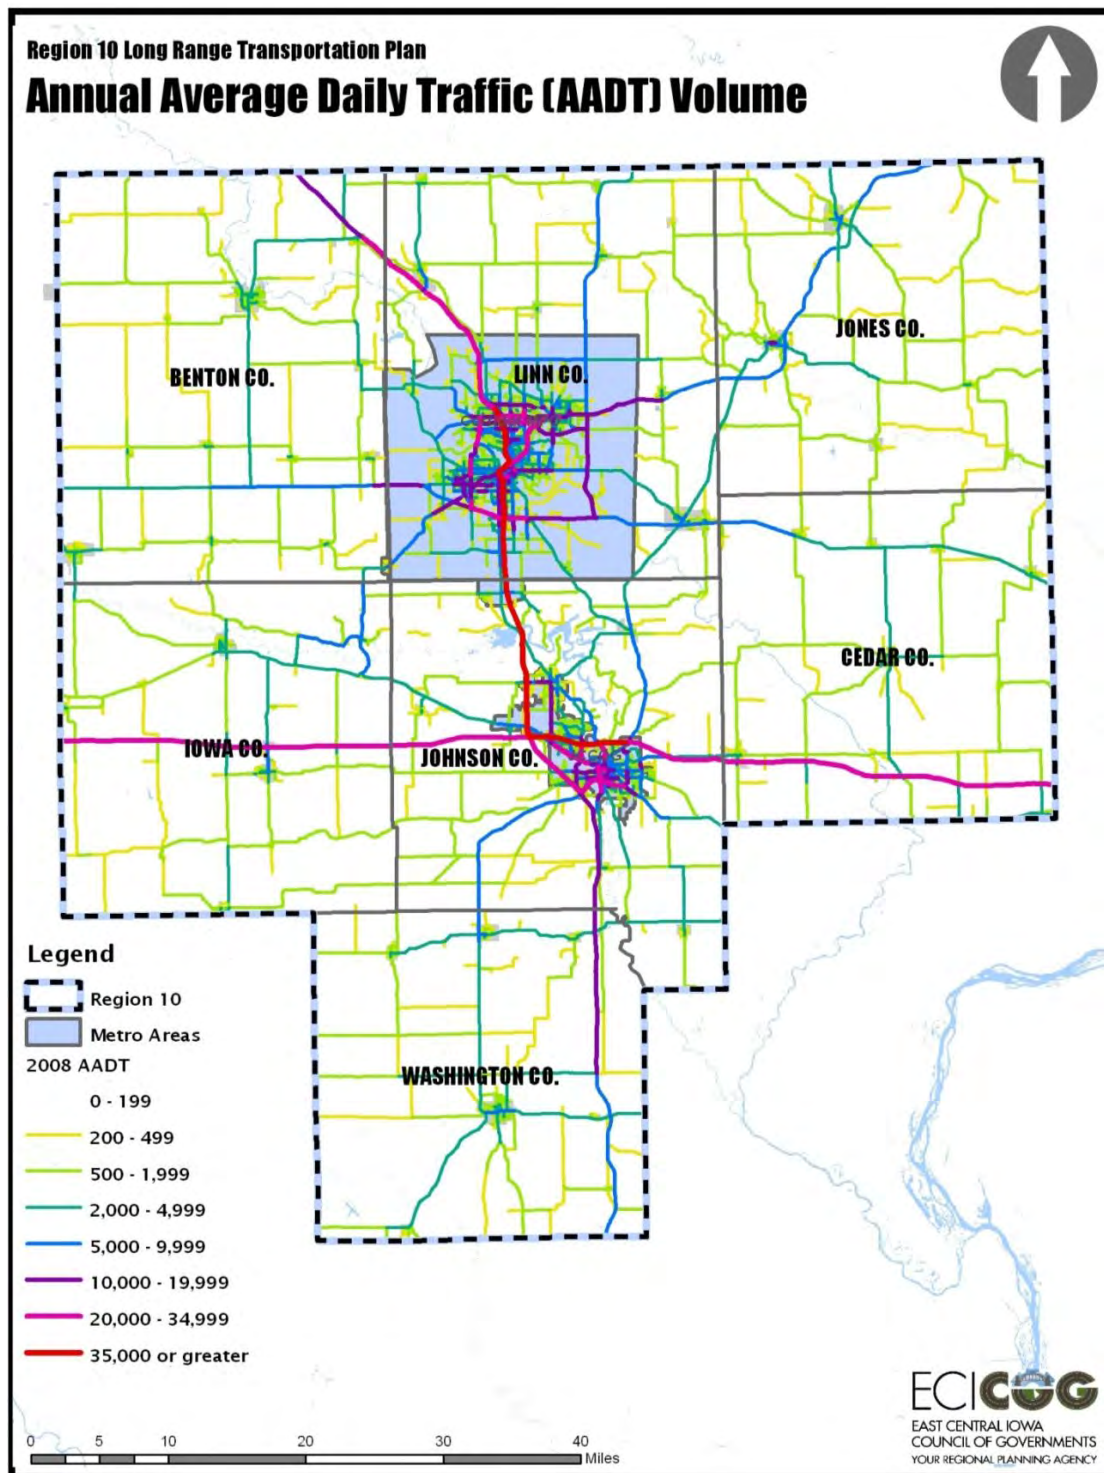 Region 10 Long Range Transportation Plan
Annual Average Daily Traffic (AADT) Volume
JONES CO.
BENTON CO.
LINN CO.
CEDAR CO.
IOWA CO.
JOHNSON CO.
WASHINGTON CO.
Legend
Region 10
Metro Areas
2008 AADT
0 - 199
200 - 499
500 - 1,999
2,000 - 4,999
5,000 - 9,999
10,000 - 19,999
20,000 - 34,999
35,000 or greater
0 5 10 20 30 40
Miles
ECICOG
EAST CENTRAL IOWA
COUNCIL OF GOVERNMENTS
YOUR REGIONAL PLANNING AGENCY